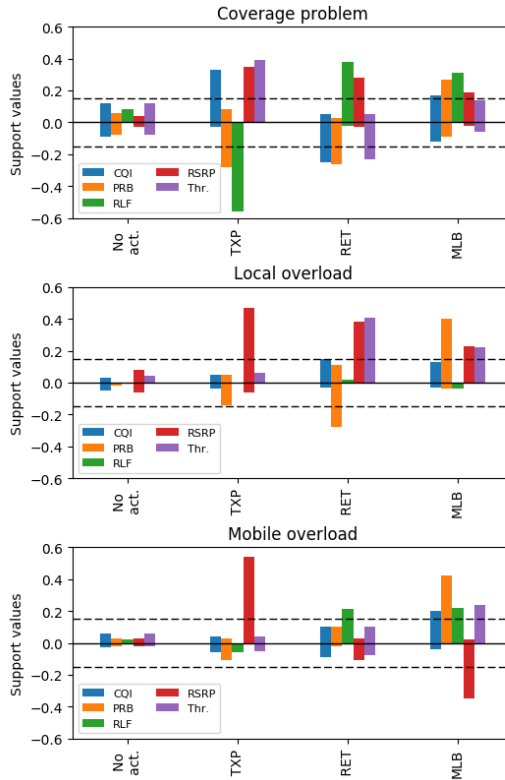 Coverage problem
0.6
0.4
0.2
0.0
−0.2
−0.4
−0.6
Support values
CQI
PRB
RLF
RSRP
Thr.
No
act.
TXP
RET
MLB
Local overload
0.6
0.4
0.2
0.0
−0.2
−0.4
−0.6
Support values
CQI
PRB
RLF
RSRP
Thr.
No
act.
TXP
RET
MLB
Mobile overload
0.6
0.4
0.2
0.0
−0.2
−0.4
−0.6
Support values
CQI
PRB
RLF
RSRP
Thr.
No
act.
TXP
RET
MLB